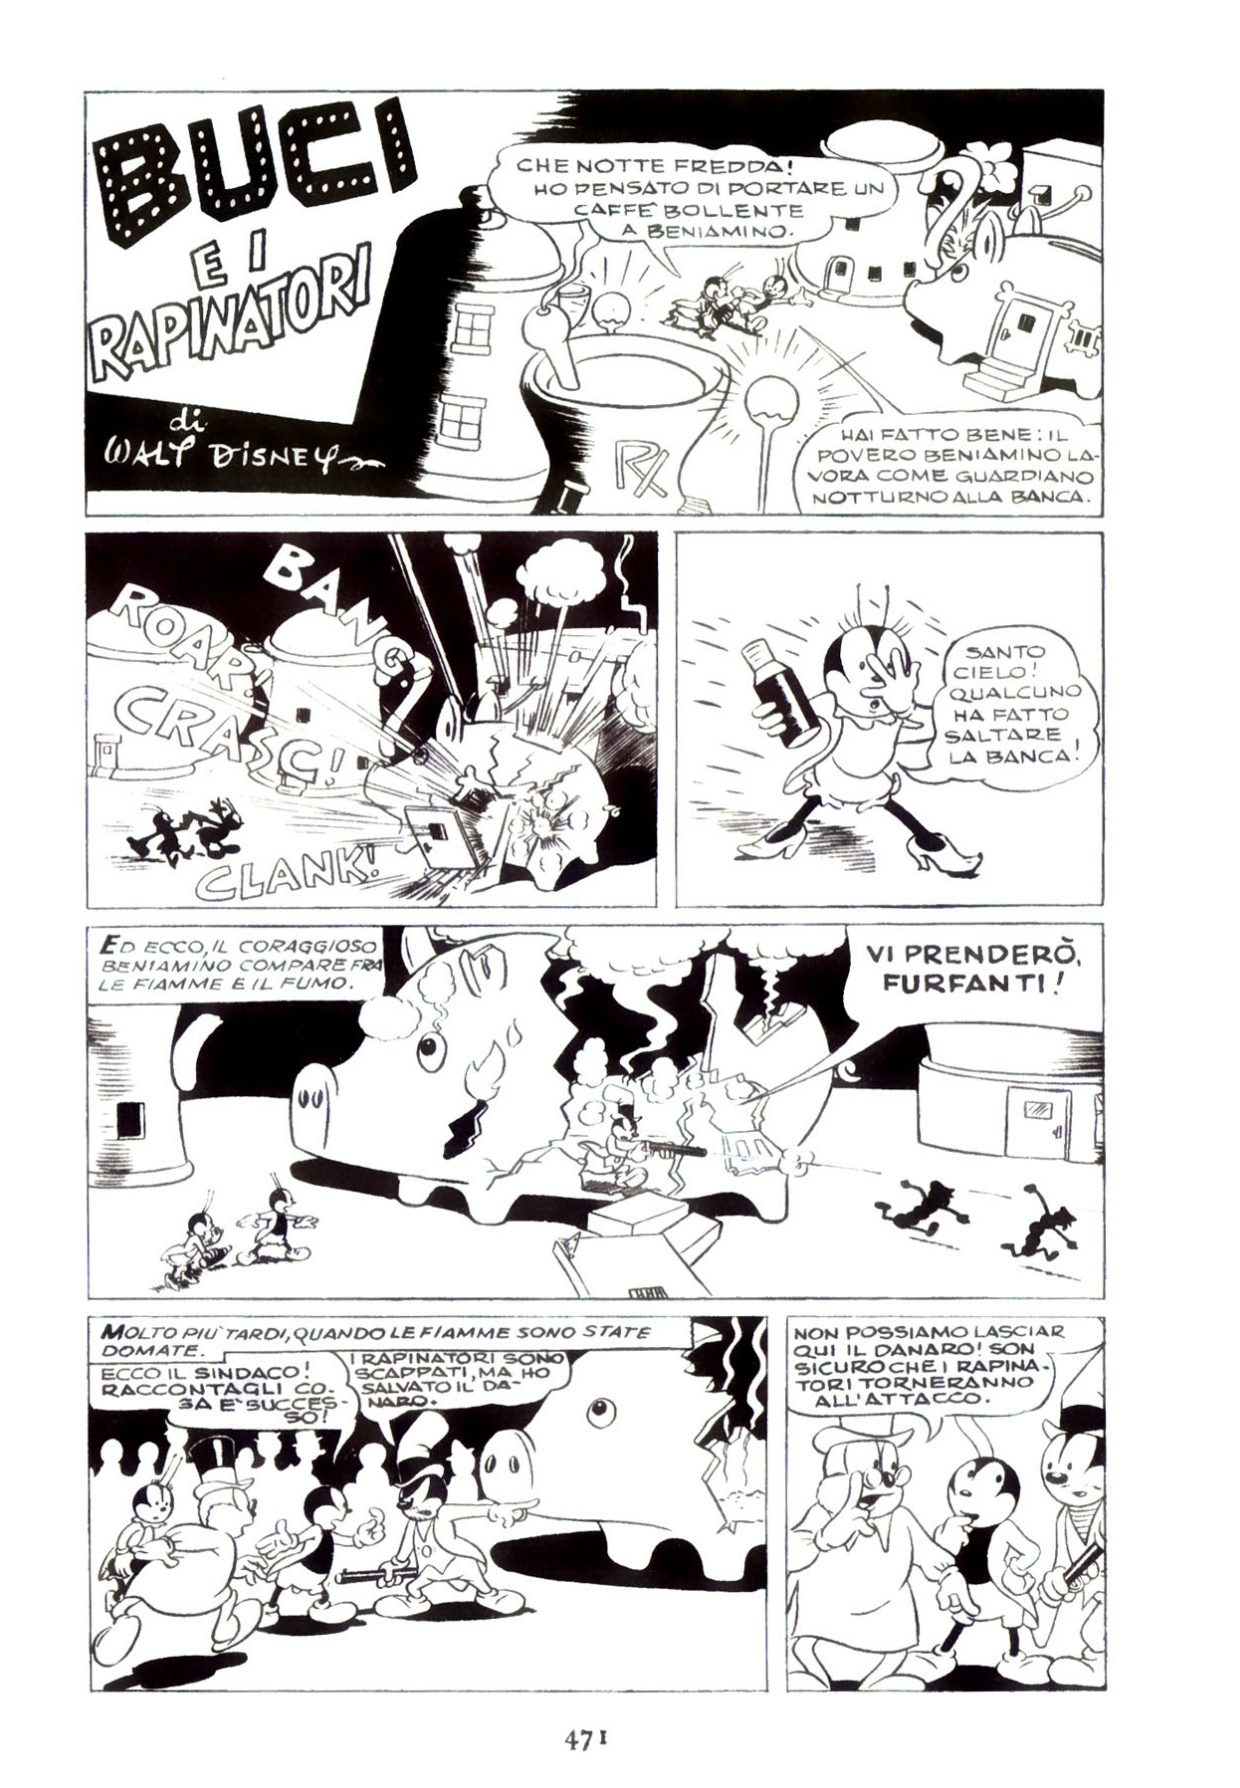 BUCI
E I
RAPINATORI
di
WALT DISNEY
CHE NOTTE FREDDA!
HO PENSATO DI PORTARE UN
CAFFÈ BOLLENTE
A BENIAMINO.
RX
HAI FATTO BENE: IL
POVERO BENIAMINO LA-
VORA COME GUARDIANO
NOTTURNO ALLA BANCA.
BANG!
ROAR!
CRASC!
CLANK!
SANTO
CIELO!
QUALCUNO
HA FATTO
SALTARE
LA BANCA!
ED ECCO, IL CORAGGIOSO
BENIAMINO COMPARE FRA
LE FIAMME E IL FUMO.
VI PRENDERÒ,
FURFANTI!
MOLTO PIÙ TARDI, QUANDO LE FIAMME SONO STATE
DOMATE.
ECCO IL SINDACO!
RACCONTAGLI CO-
SA È SUCCES-
SO!
I RAPINATORI SONO
SCAPPATI, MA HO
SALVATO IL DA-
NARO.
NON POSSIAMO LASCIAR
QUI IL DANARO! SON
SICURO CHE I RAPINA-
TORI TORNERANNO
ALL'ATTACCO.
471